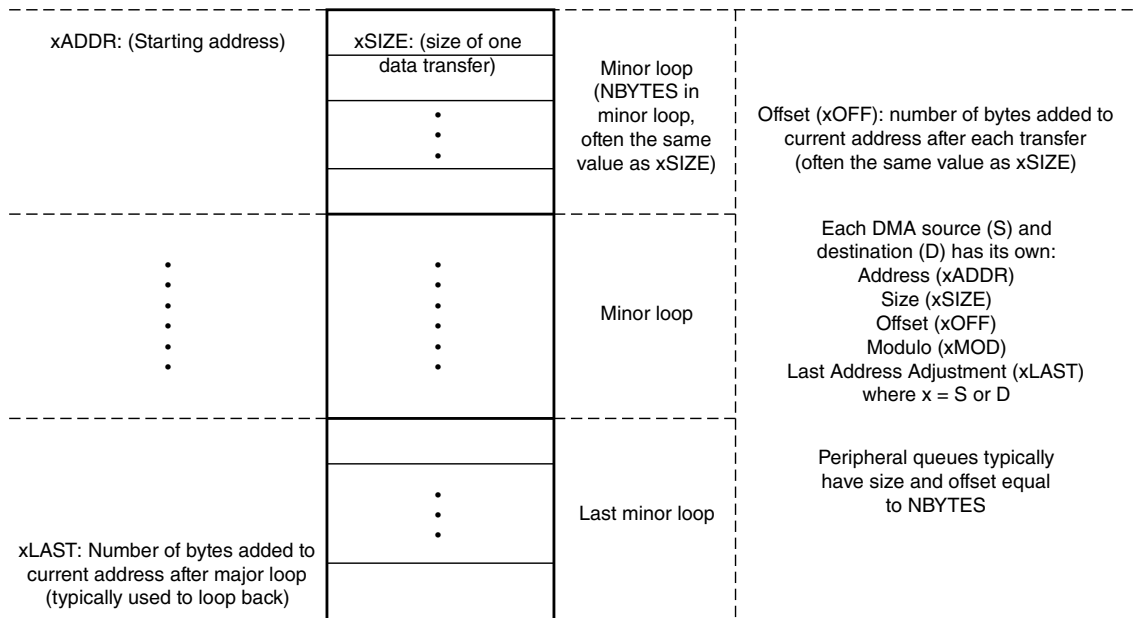 xADDR: (Starting address)
xSIZE: (size of one
data transfer)
Minor loop
(NBYTES in
minor loop,
often the same
value as xSIZE)
Offset (xOFF): number of bytes added to
current address after each transfer
(often the same value as xSIZE)
Minor loop
Each DMA source (S) and
destination (D) has its own:
Address (xADDR)
Size (xSIZE)
Offset (xOFF)
Modulo (xMOD)
Last Address Adjustment (xLAST)
where x = S or D
xLAST: Number of bytes added to
current address after major loop
(typically used to loop back)
Last minor loop
Peripheral queues typically
have size and offset equal
to NBYTES